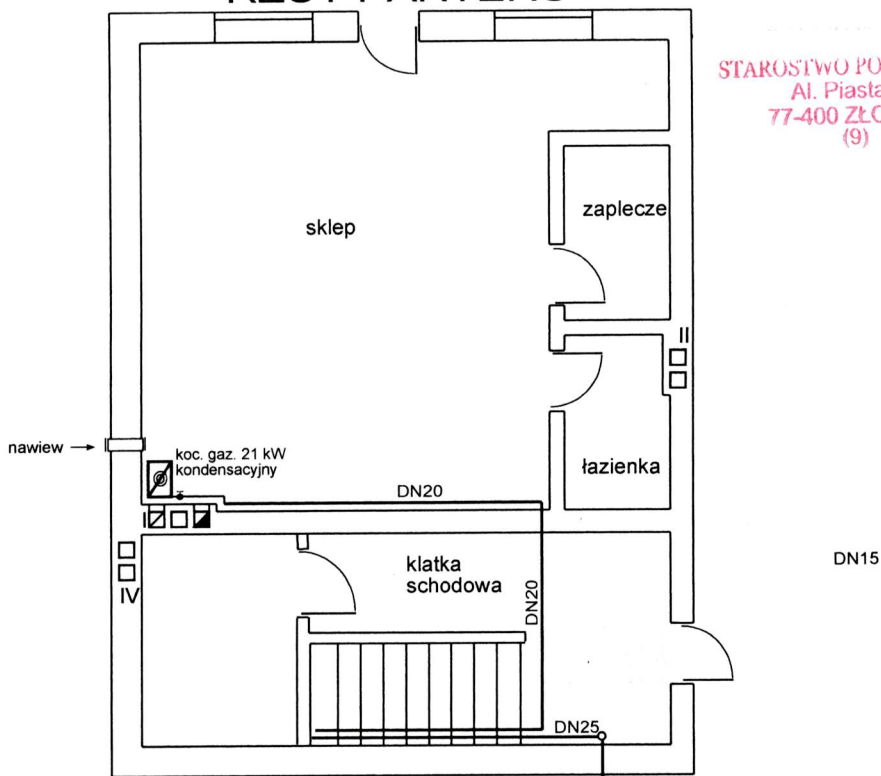 STAROSTWO PO
Al. Piasta
77-400 ZŁO
(9)
zaplecze
sklep
II
nawiew
koc. gaz. 21 kW
kondensacyjny
łazienka
DN20
I
klatka
schodowa
DN20
DN15
IV
DN25